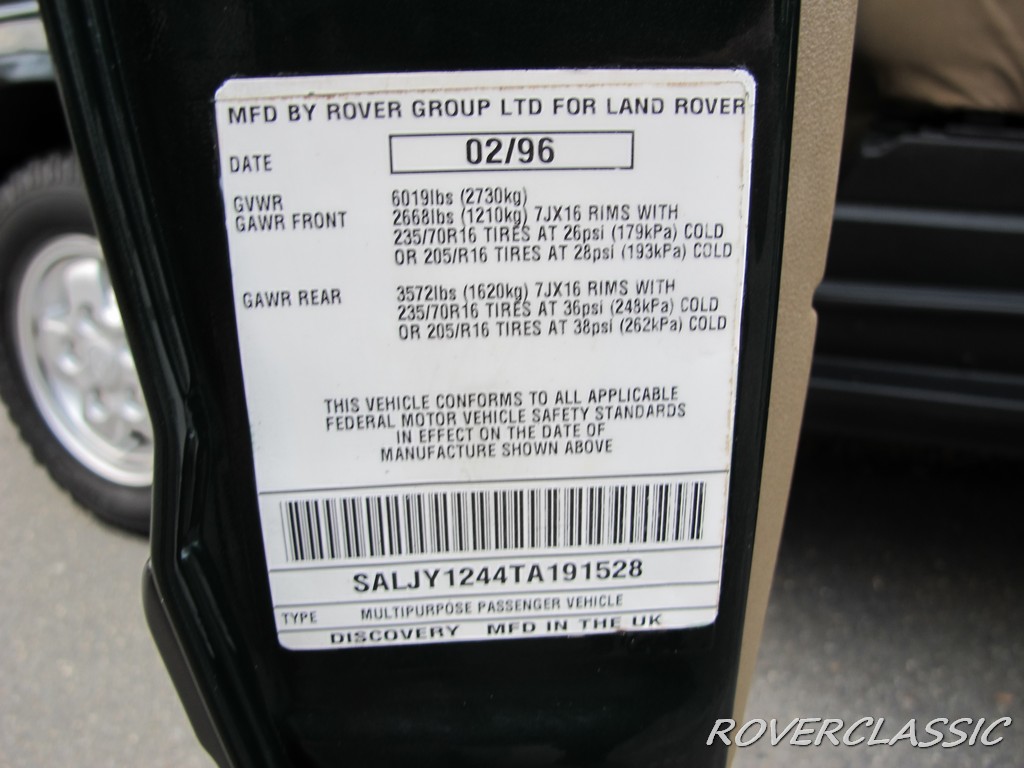 MFD BY ROVER GROUP LTD FOR LAND ROVER
DATE 02/96
GVWR 6019lbs (2730kg)
GAWR FRONT 2668lbs (1210kg) 7JX16 RIMS WITH
235/70R16 TIRES AT 26psi (179kPa) COLD
OR 205/R16 TIRES AT 28psi (193kPa) COLD
GAWR REAR 3572lbs (1620kg) 7JX16 RIMS WITH
235/70R16 TIRES AT 36psi (248kPa) COLD
OR 205/R16 TIRES AT 38psi (262kPa) COLD
THIS VEHICLE CONFORMS TO ALL APPLICABLE
FEDERAL MOTOR VEHICLE SAFETY STANDARDS
IN EFFECT ON THE DATE OF
MANUFACTURE SHOWN ABOVE
SALJY1244TA191528
TYPE MULTIPURPOSE PASSENGER VEHICLE
DISCOVERY MFD IN THE UK
ROVERCLASSIC